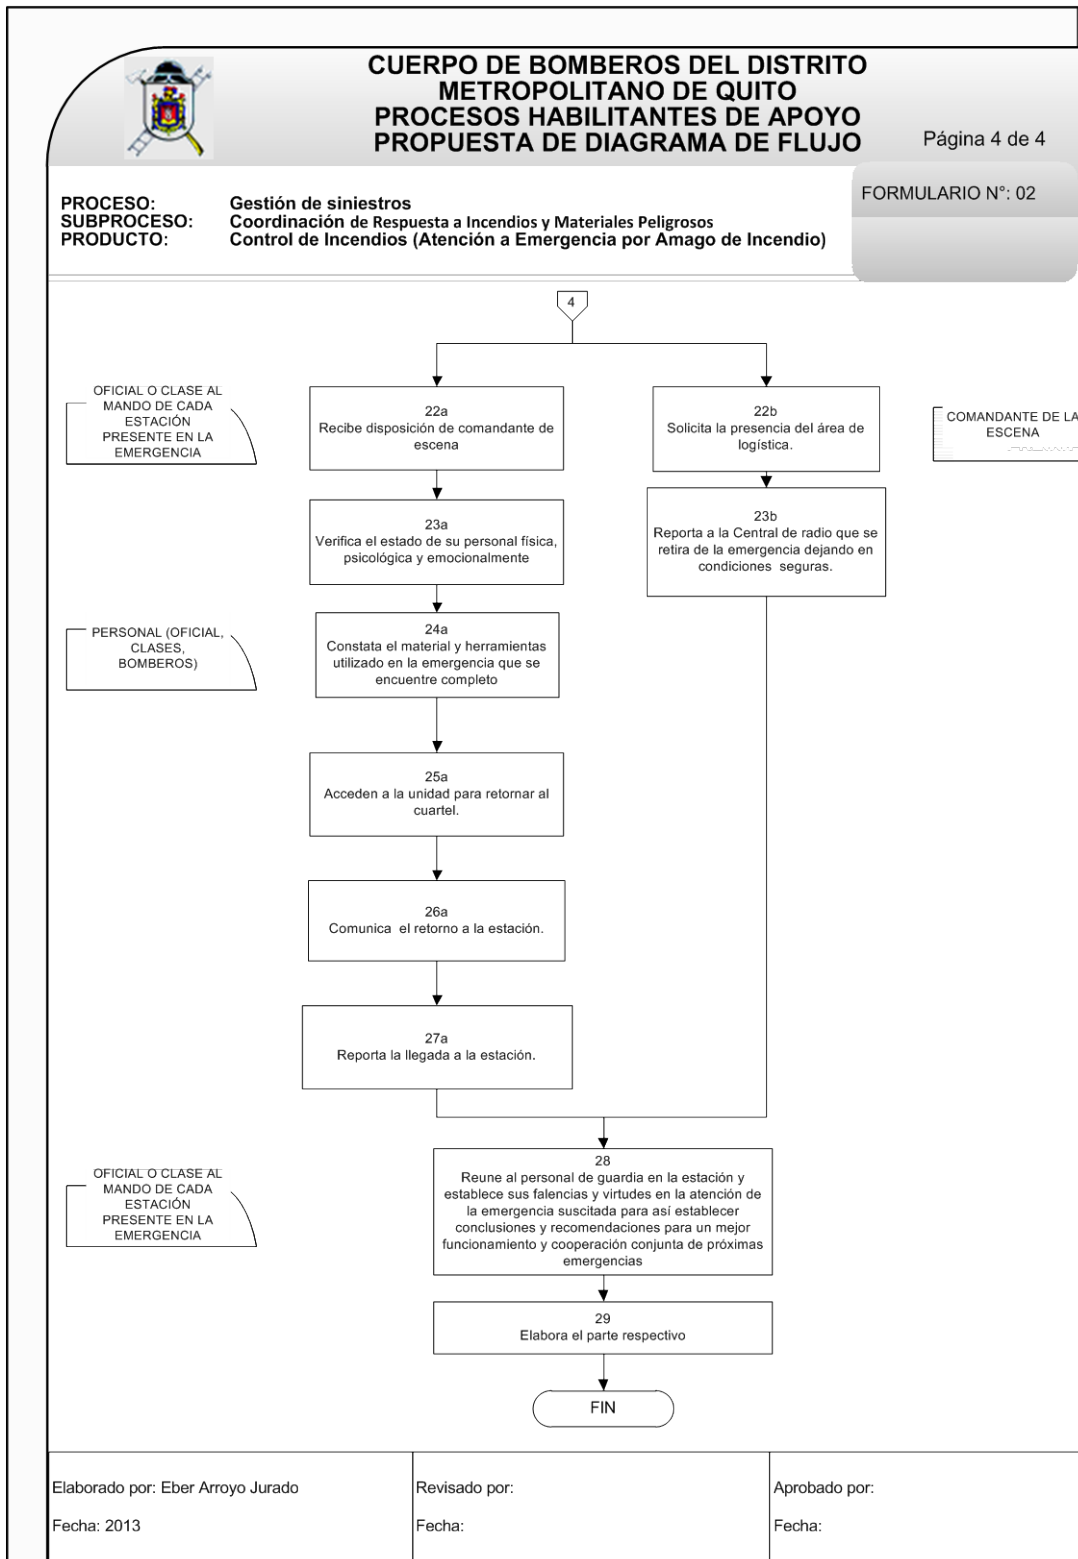 CUERPO DE BOMBEROS DEL DISTRITO
METROPOLITANO DE QUITO
PROCESOS HABILITANTES DE APOYO
PROPUESTA DE DIAGRAMA DE FLUJO
Página 4 de 4
FORMULARIO N°: 02
PROCESO: Gestión de siniestros
SUBPROCESO: Coordinación de Respuesta a Incendios y Materiales Peligrosos
PRODUCTO: Control de Incendios (Atención a Emergencia por Amago de Incendio)
4
OFICIAL O CLASE AL
MANDO DE CADA
ESTACIÓN
PRESENTE EN LA
EMERGENCIA
22a
Recibe disposición de comandante de
escena
22b
Solicita la presencia del área de
logística.
COMANDANTE DE LA
ESCENA
23a
Verifica el estado de su personal física,
psicológica y emocionalmente
23b
Reporta a la Central de radio que se
retira de la emergencia dejando en
condiciones seguras.
PERSONAL (OFICIAL,
CLASES,
BOMBEROS)
24a
Constata el material y herramientas
utilizado en la emergencia que se
encuentre completo
25a
Acceden a la unidad para retornar al
cuartel.
26a
Comunica el retorno a la estación.
27a
Reporta la llegada a la estación.
OFICIAL O CLASE AL
MANDO DE CADA
ESTACIÓN
PRESENTE EN LA
EMERGENCIA
28
Reune al personal de guardia en la estación y
establece sus falencias y virtudes en la atención de
la emergencia suscitada para así establecer
conclusiones y recomendaciones para un mejor
funcionamiento y cooperación conjunta de próximas
emergencias
29
Elabora el parte respectivo
FIN
Elaborado por: Eber Arroyo Jurado
Fecha: 2013
Revisado por:
Fecha:
Aprobado por:
Fecha: